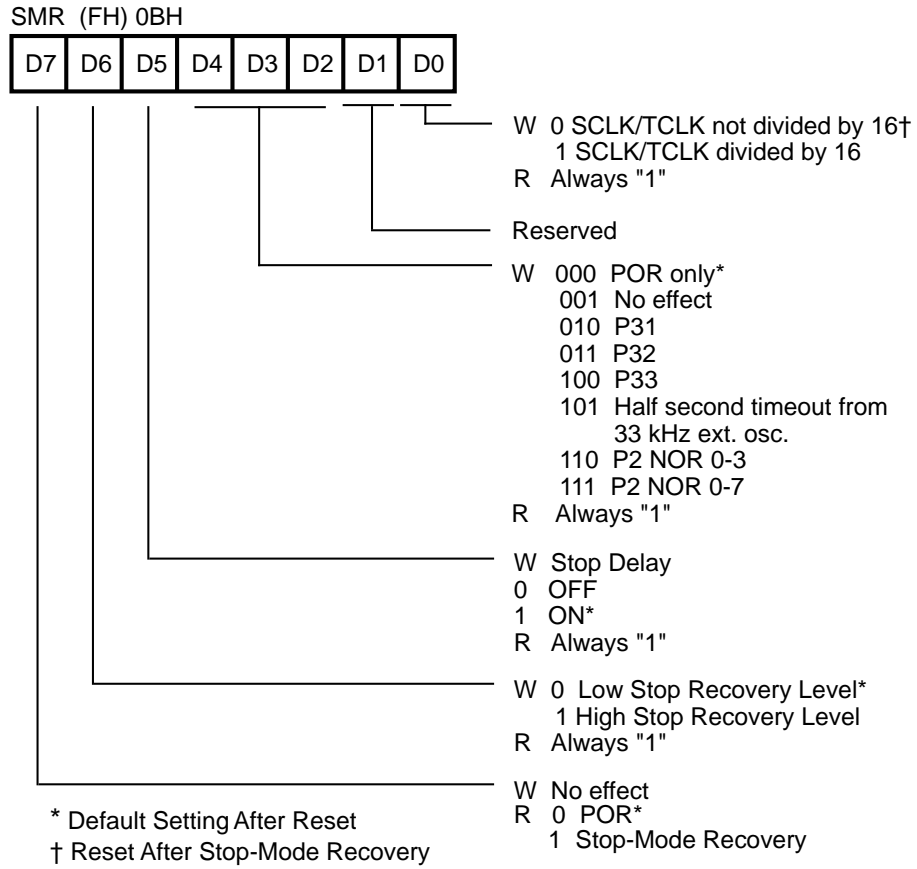 SMR (FH) 0BH
D7 D6 D5 D4 D3 D2 D1 D0
W 0 SCLK/TCLK not divided by 16†
1 SCLK/TCLK divided by 16
R Always "1"
Reserved
W 000 POR only*
001 No effect
010 P31
011 P32
100 P33
101 Half second timeout from
33 kHz ext. osc.
110 P2 NOR 0-3
111 P2 NOR 0-7
R Always "1"
W Stop Delay
0 OFF
1 ON*
R Always "1"
W 0 Low Stop Recovery Level*
1 High Stop Recovery Level
R Always "1"
W No effect
R 0 POR*
1 Stop-Mode Recovery
* Default Setting After Reset
† Reset After Stop-Mode Recovery